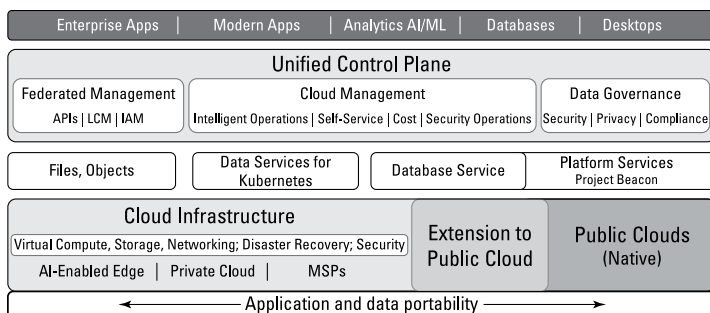 Enterprise Apps | Modern Apps | Analytics AI/ML | Databases | Desktops
Unified Control Plane
Federated Management
APIs | LCM | IAM
Cloud Management
Intelligent Operations | Self-Service | Cost | Security Operations
Data Governance
Security | Privacy | Compliance
Files, Objects
Data Services for
Kubernetes
Database Service
Platform Services
Project Beacon
Cloud Infrastructure
Virtual Compute, Storage, Networking; Disaster Recovery; Security
AI-Enabled Edge | Private Cloud | MSPs
Extension to
Public Cloud
Public Clouds
(Native)
Application and data portability